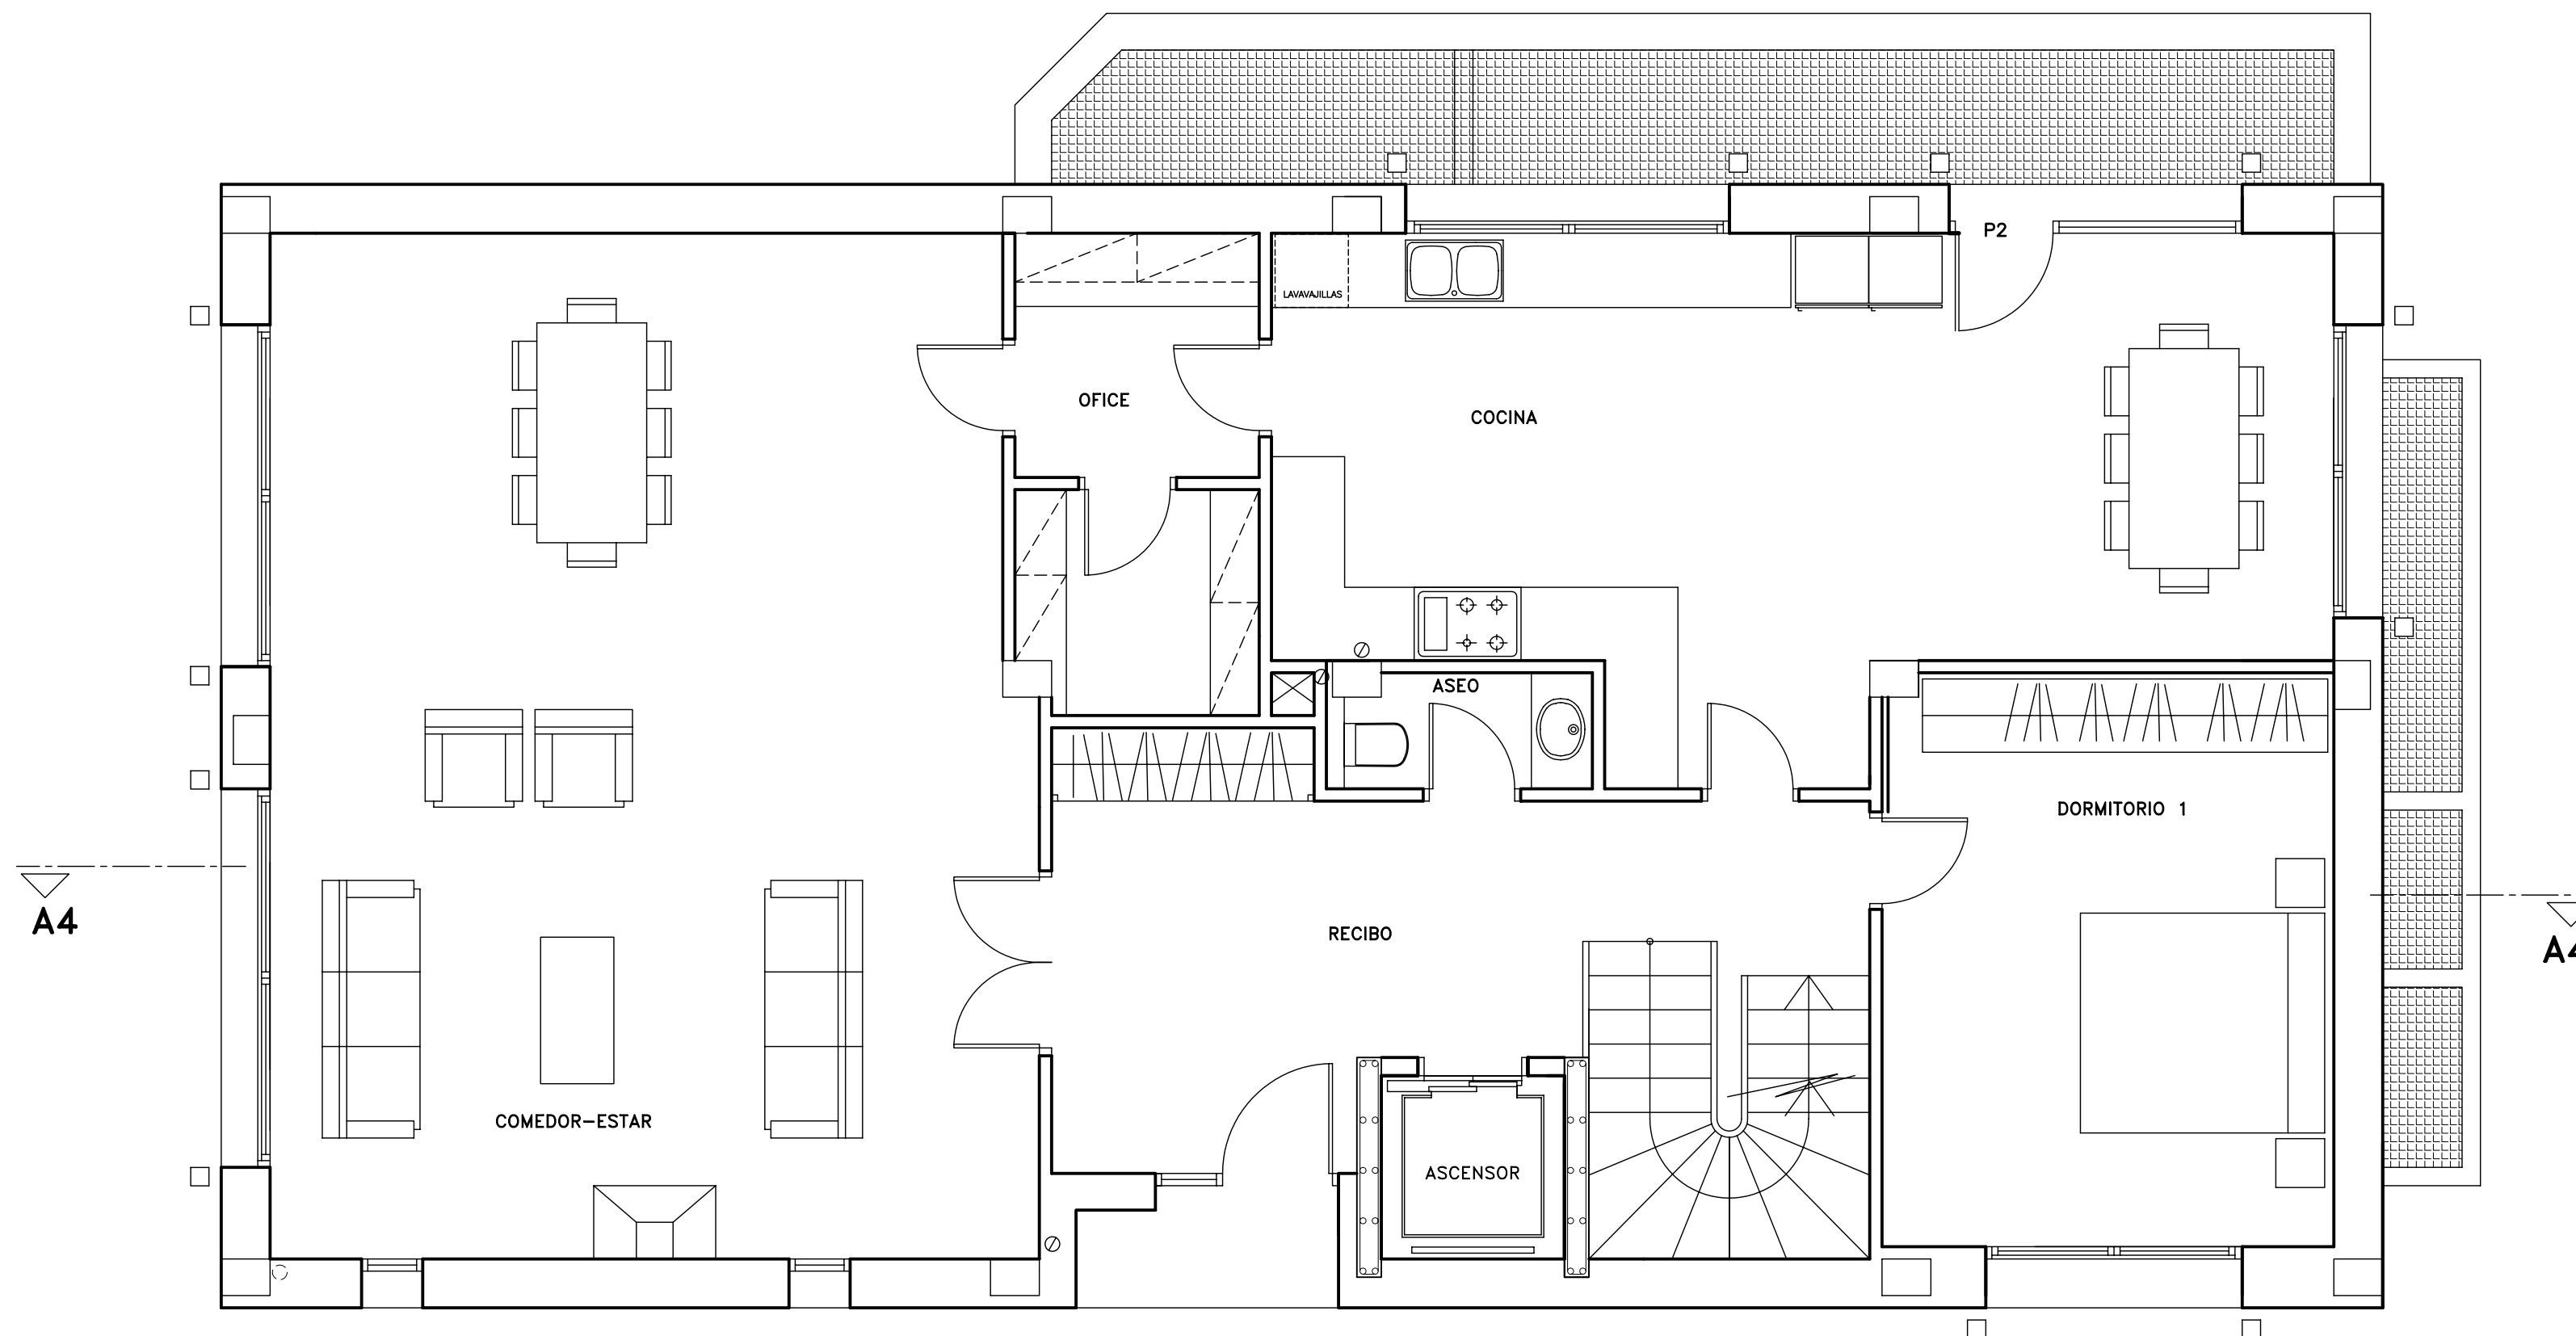 P2
LAVAVAJILLAS
OFICE
COCINA
ASEO
DORMITORIO 1
A4
RECIBO
A4
COMEDOR-ESTAR
ASCENSOR